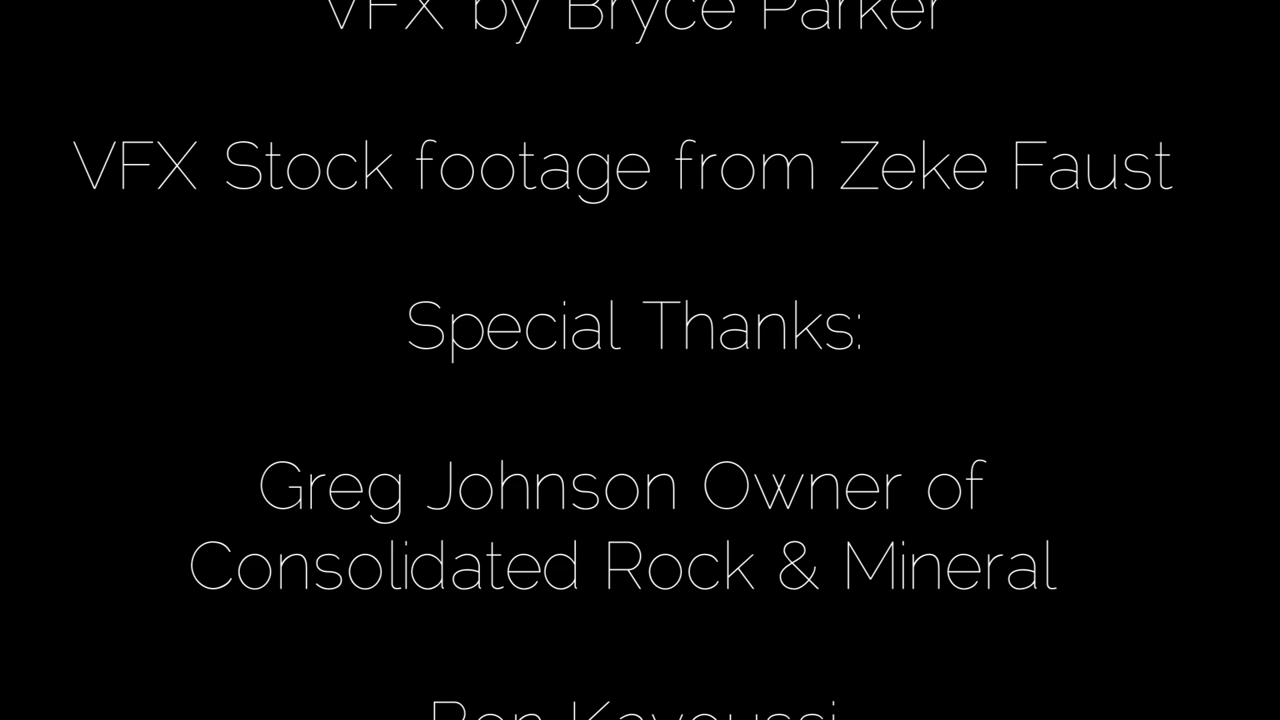 VFX by Bryce Parker
VFX Stock footage from Zeke Faust
Special Thanks:
Greg Johnson Owner of
Consolidated Rock & Mineral
Kavoussi